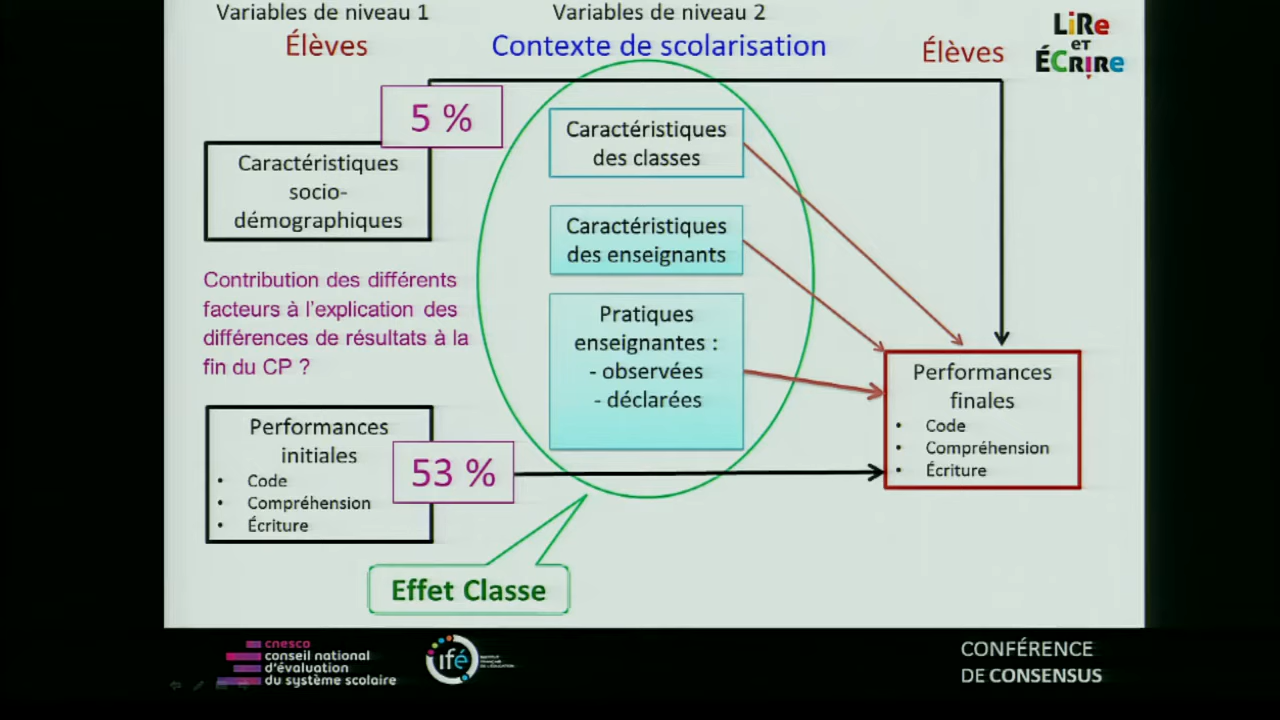 Variables de niveau 1
Élèves
Variables de niveau 2
Contexte de scolarisation
Élèves
LiRe
ET
ÉCRiRe
5 %
Caractéristiques
socio-
démographiques
Caractéristiques
des classes
Caractéristiques
des enseignants
Contribution des différents
facteurs à l'explication des
différences de résultats à la
fin du CP ?
Pratiques
enseignantes :
- observées
- déclarées
Performances
finales
• Code
• Compréhension
• Écriture
Performances
initiales
• Code
• Compréhension
• Écriture
53 %
Effet Classe
cnesco
conseil national
d'évaluation
du système scolaire
ifé
CONFÉRENCE
DE CONSENSUS